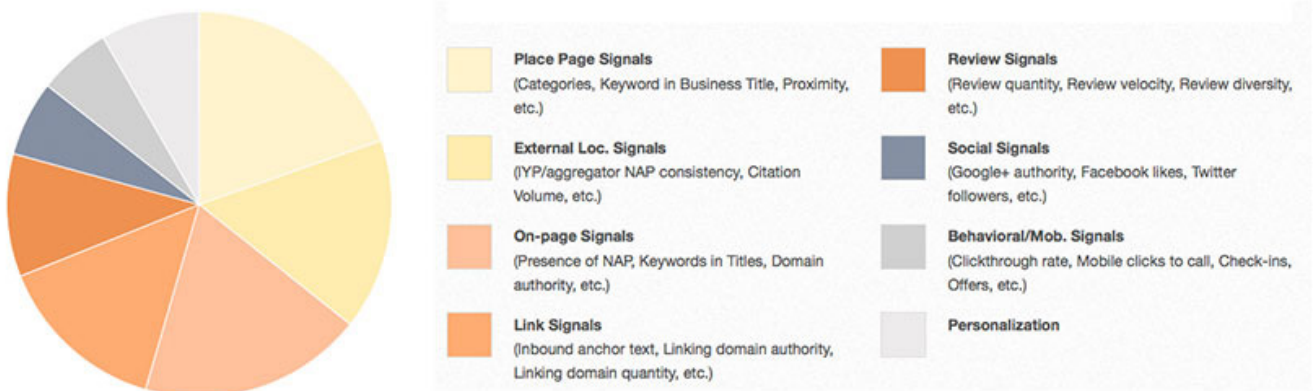 Place Page Signals
(Categories, Keyword in Business Title, Proximity,
etc.)
External Loc. Signals
(IYP/aggregator NAP consistency, Citation
Volume, etc.)
On-page Signals
(Presence of NAP, Keywords in Titles, Domain
authority, etc.)
Link Signals
(Inbound anchor text, Linking domain authority,
Linking domain quantity, etc.)
Review Signals
(Review quantity, Review velocity, Review diversity,
etc.)
Social Signals
(Google+ authority, Facebook likes, Twitter
followers, etc.)
Behavioral/Mob. Signals
(Clickthrough rate, Mobile clicks to call, Check-ins,
Offers, etc.)
Personalization